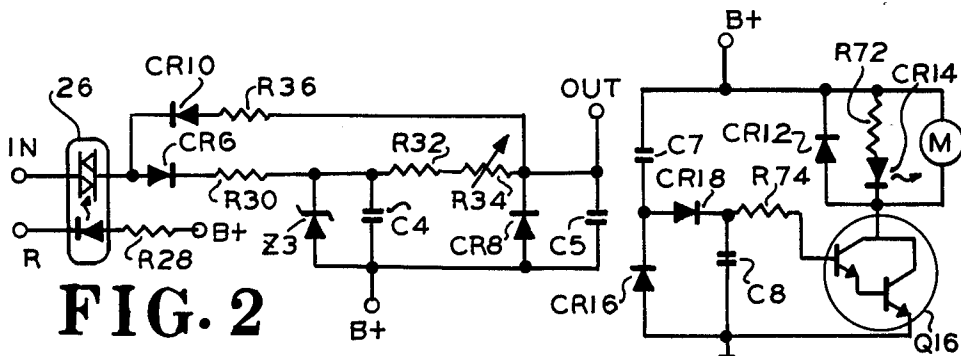 B+
26
CR10
R36
OUT
R72
CR14
IN
CR6
R32
CR12
M
C7
CR18
R74
R30
R34
Z3
C4
CR8
C5
R
R28
B+
CR16
C8
FIG. 2
B+
Q16